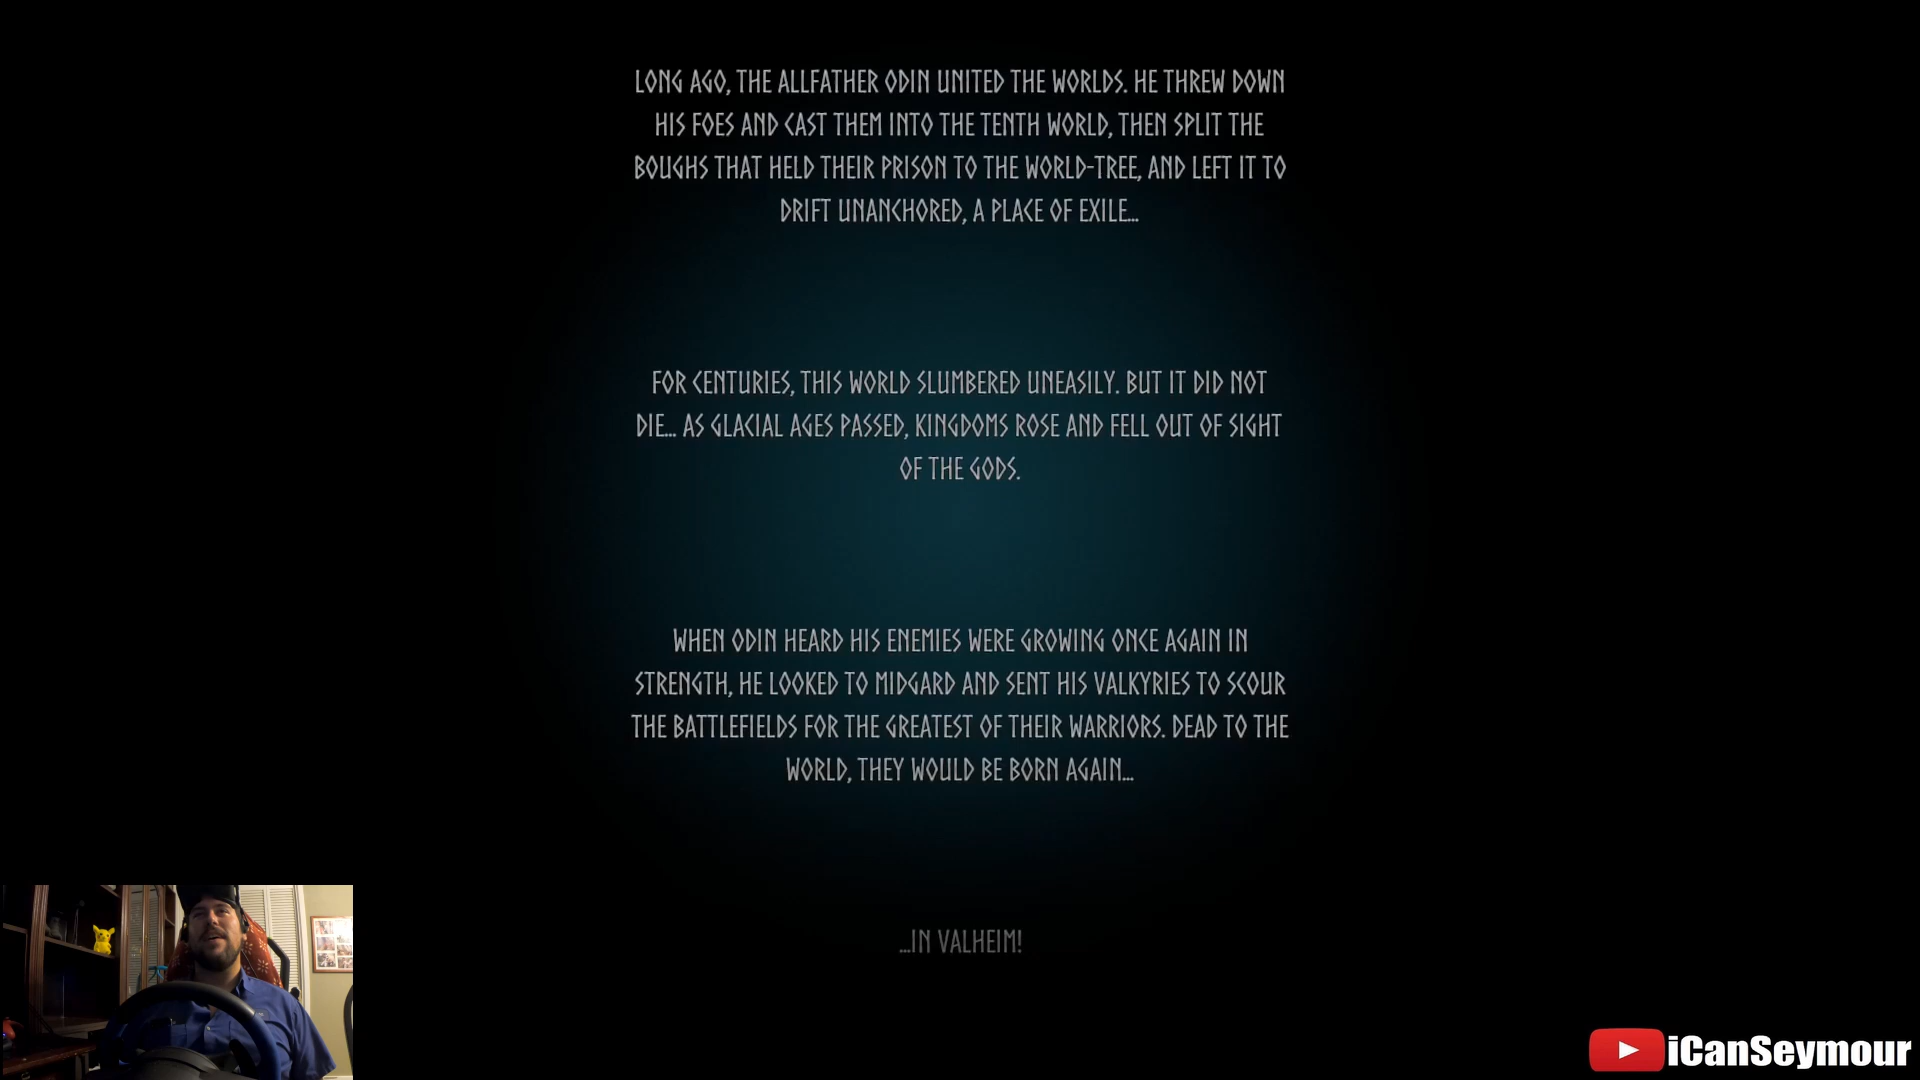 LONG AGO, THE ALLFATHER ODIN UNITED THE WORLDS. HE THREW DOWN
HIS FOES AND CAST THEM INTO THE TENTH WORLD, THEN SPLIT THE
BOUGHS THAT HELD THEIR PRISON TO THE WORLD-TREE, AND LEFT IT TO
DRIFT UNANCHORED, A PLACE OF EXILE...
FOR CENTURIES, THIS WORLD SLUMBERED UNEASILY. BUT IT DID NOT
DIE... AS GLACIAL AGES PASSED, KINGDOMS ROSE AND FELL OUT OF SIGHT
OF THE GODS.
WHEN ODIN HEARD HIS ENEMIES WERE GROWING ONCE AGAIN IN
STRENGTH, HE LOOKED TO MIDGARD AND SENT HIS VALKYRIES TO SCOUR
THE BATTLEFIELDS FOR THE GREATEST OF THEIR WARRIORS. DEAD TO THE
WORLD, THEY WOULD BE BORN AGAIN...
...IN VALHEIM!
iCanSeymour